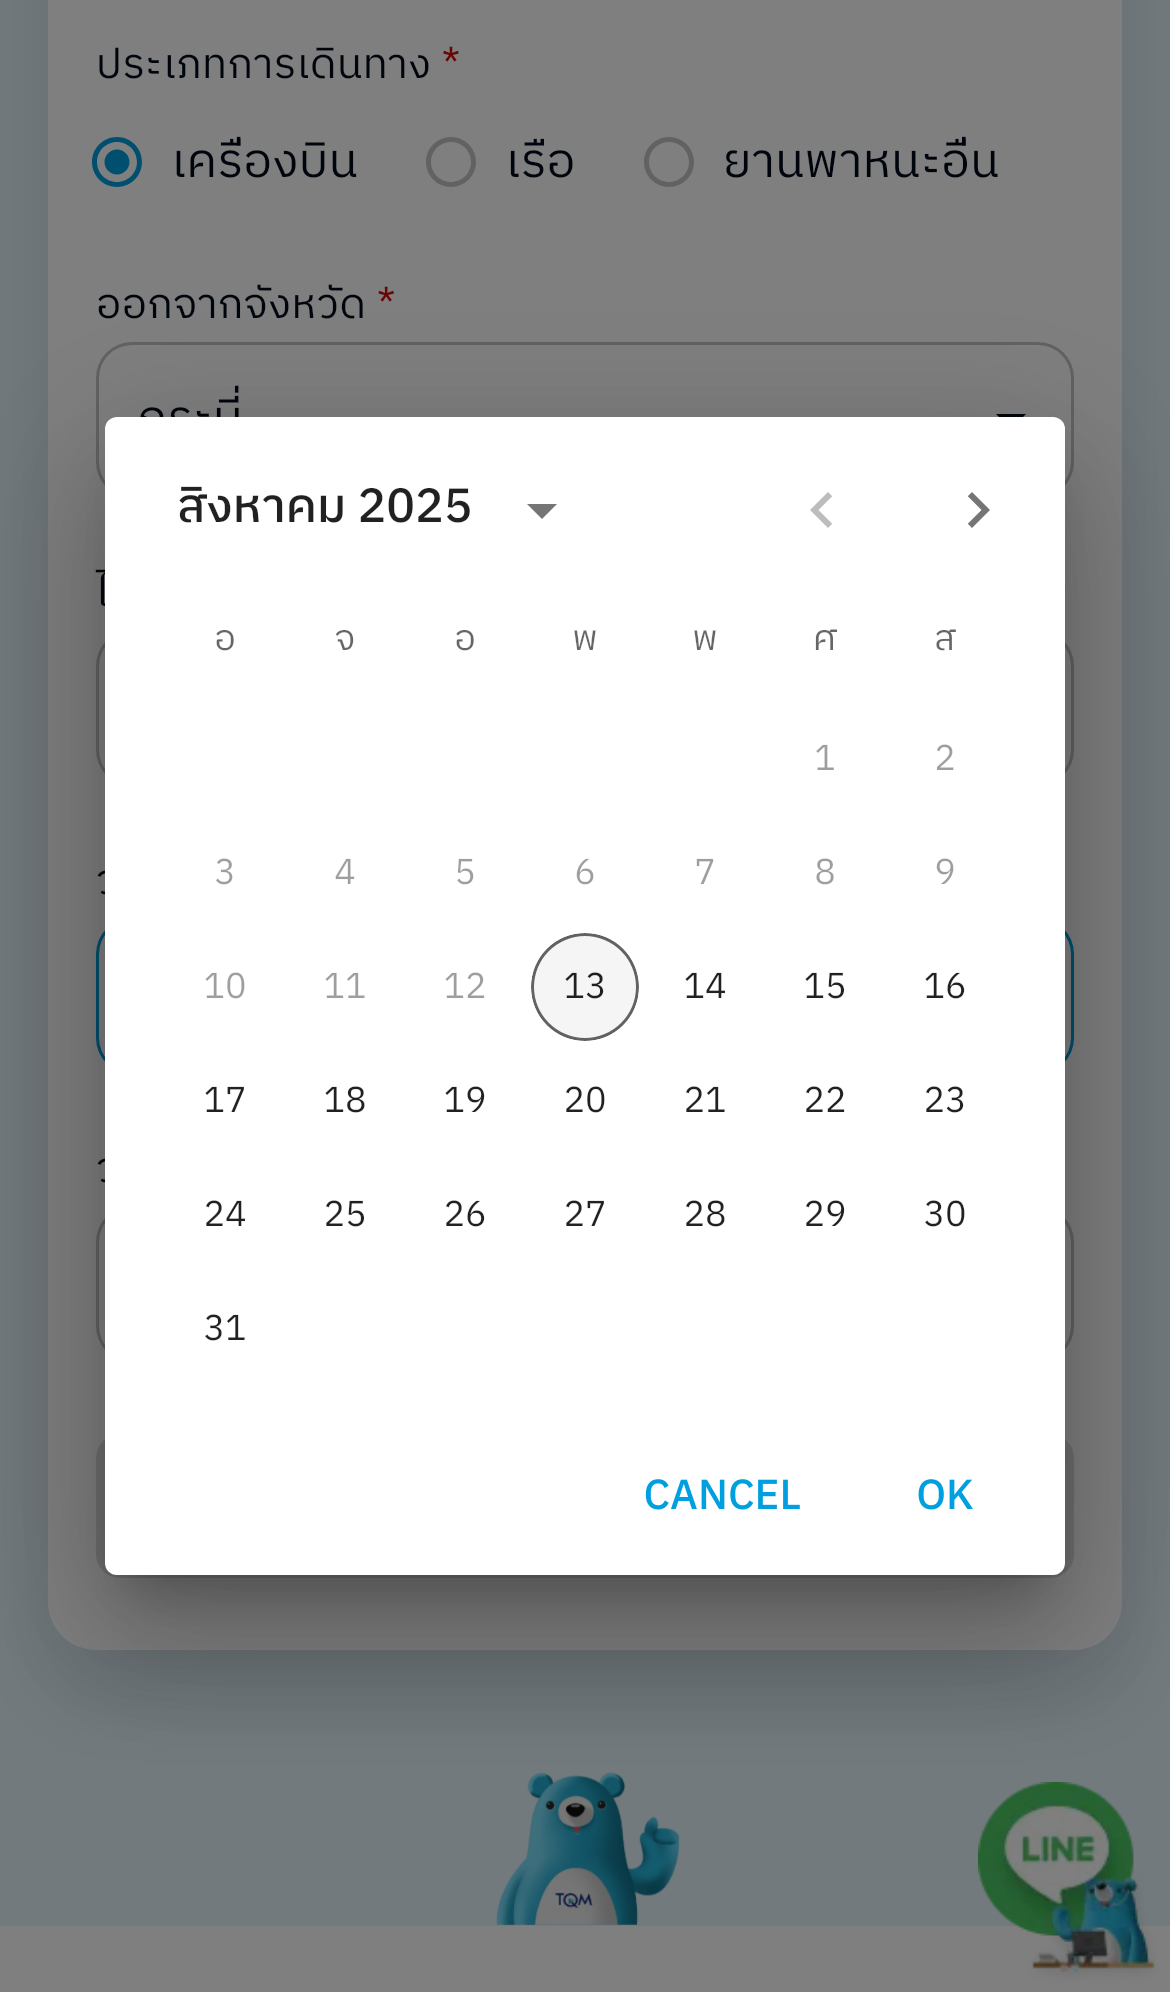 ประเภทการเดินทาง *
เครื่องบิน เรือ ยานพาหนะอื่น
ออกจากจังหวัด *
กระบี่
สิงหาคม 2025
อ จ อ พ พ ศ ส
1 2
3 4 5 6 7 8 9
10 11 12 13 14 15 16
17 18 19 20 21 22 23
24 25 26 27 28 29 30
31
CANCEL OK
LINE
TQM